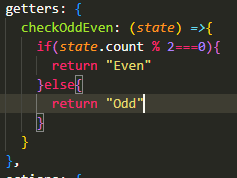 getters: {
checkOddEven: (state) =>{
if(state.count % 2===0){
return "Even"
}else{
return "Odd"
}
}
},